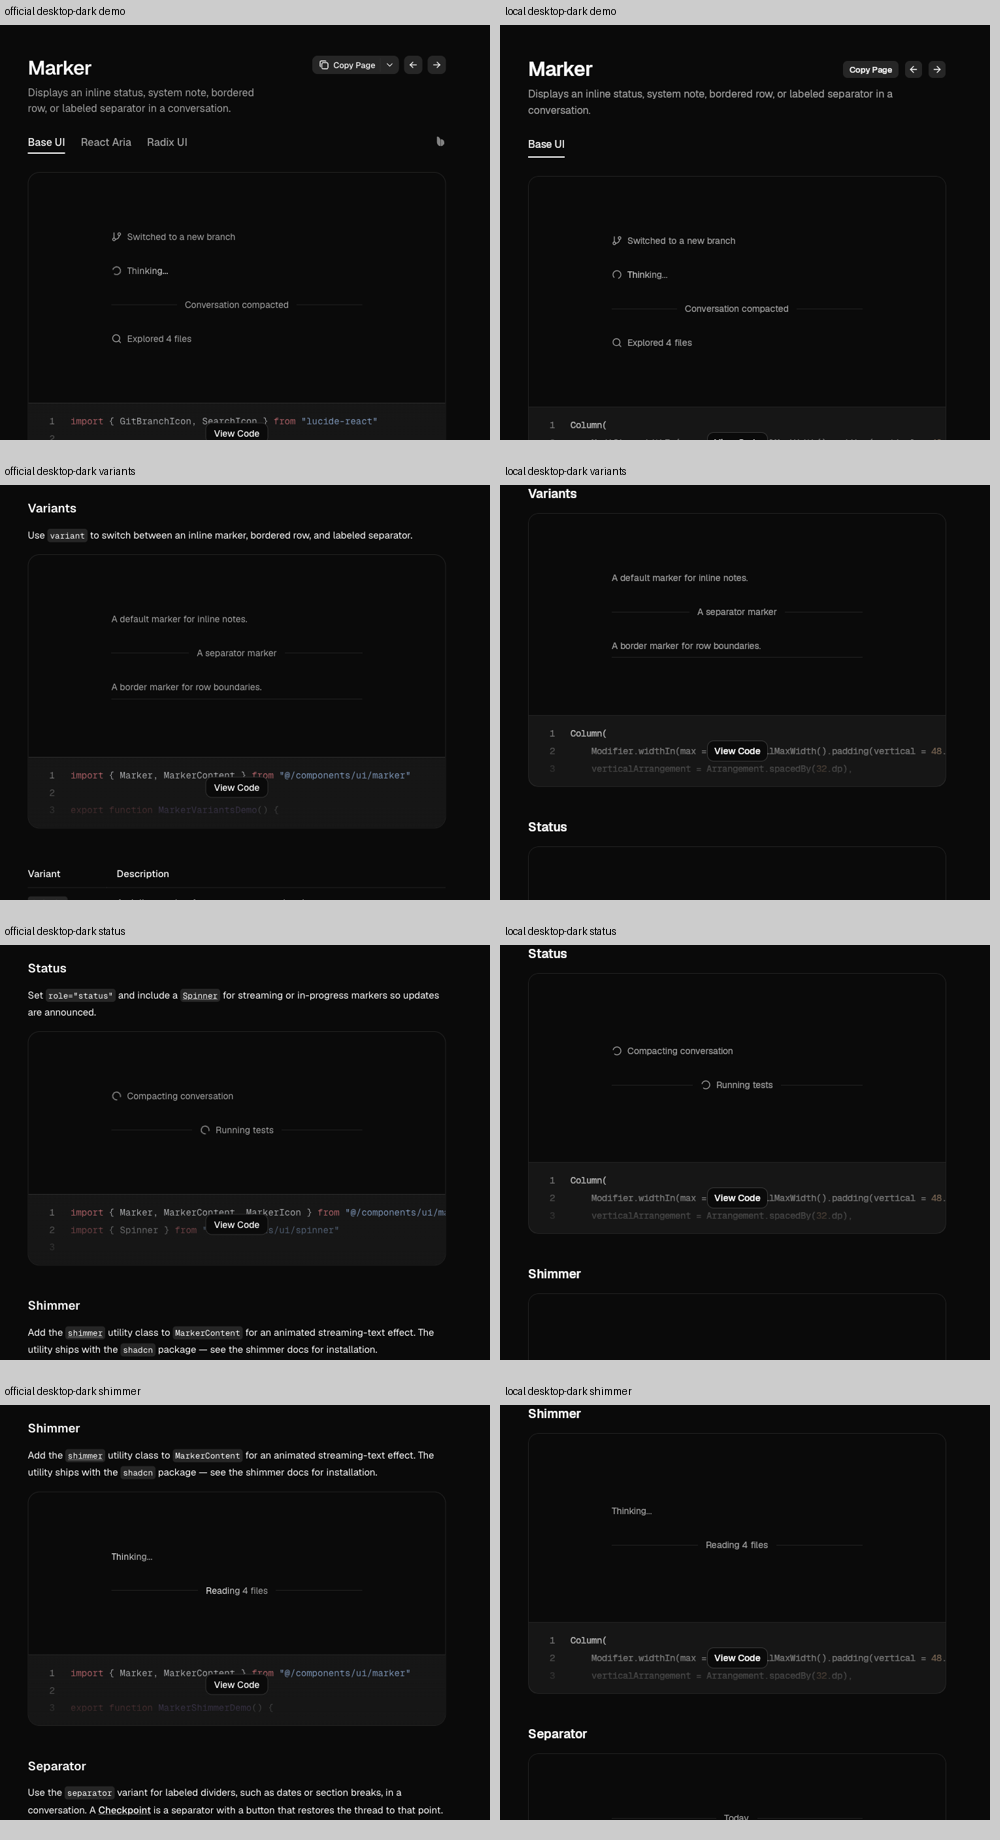 official desktop-dark demo
Marker
Copy Page
Displays an inline status, system note, bordered
row, or labeled separator in a conversation.
Base UI React Aria Radix UI
Switched to a new branch
Thinking...
Conversation compacted
Explored 4 files
1 import { GitBranchIcon, SearchIcon } from "lucide-react"
2
View Code
local desktop-dark demo
Marker
Copy Page
Displays an inline status, system note, bordered row, or labeled separator in a
conversation.
Base UI
Switched to a new branch
Thinking...
Conversation compacted
Explored 4 files
1 Column(
official desktop-dark variants
Variants
Use variant to switch between an inline marker, bordered row, and labeled separator.
A default marker for inline notes.
A separator marker
A border marker for row boundaries.
1 import { Marker, MarkerContent } from "@/components/ui/marker"
2
View Code
3 export function MarkerVariantsDemo() {
Variant Description
local desktop-dark variants
Variants
A default marker for inline notes.
A separator marker
A border marker for row boundaries.
1 Column(
2 Modifier.widthIn(max = View Code lMaxWidth().padding(vertical = 48.
3 verticalArrangement = Arrangement.spacedBy(32.dp),
Status
official desktop-dark status
Status
Set role="status" and include a Spinner for streaming or in-progress markers so updates
are announced.
Compacting conversation
Running tests
1 import { Marker, MarkerContent, MarkerIcon } from "@/components/ui/ma
2 import { Spinner } from " View Code s/ui/spinner"
3
Shimmer
Add the shimmer utility class to MarkerContent for an animated streaming-text effect. The
utility ships with the shadcn package — see the shimmer docs for installation.
local desktop-dark status
Status
Compacting conversation
Running tests
1 Column(
2 Modifier.widthIn(max = View Code lMaxWidth().padding(vertical = 48.
3 verticalArrangement = Arrangement.spacedBy(32.dp),
Shimmer
official desktop-dark shimmer
Shimmer
Add the shimmer utility class to MarkerContent for an animated streaming-text effect. The
utility ships with the shadcn package — see the shimmer docs for installation.
Thinking...
Reading 4 files
1 import { Marker, MarkerContent } from "@/components/ui/marker"
2
View Code
3 export function MarkerShimmerDemo() {
Separator
Use the separator variant for labeled dividers, such as dates or section breaks, in a
conversation. A Checkpoint is a separator with a button that restores the thread to that point.
local desktop-dark shimmer
Shimmer
Thinking...
Reading 4 files
1 Column(
2 Modifier.widthIn(max = View Code lMaxWidth().padding(vertical = 48.
3 verticalArrangement = Arrangement.spacedBy(32.dp),
Separator
Today